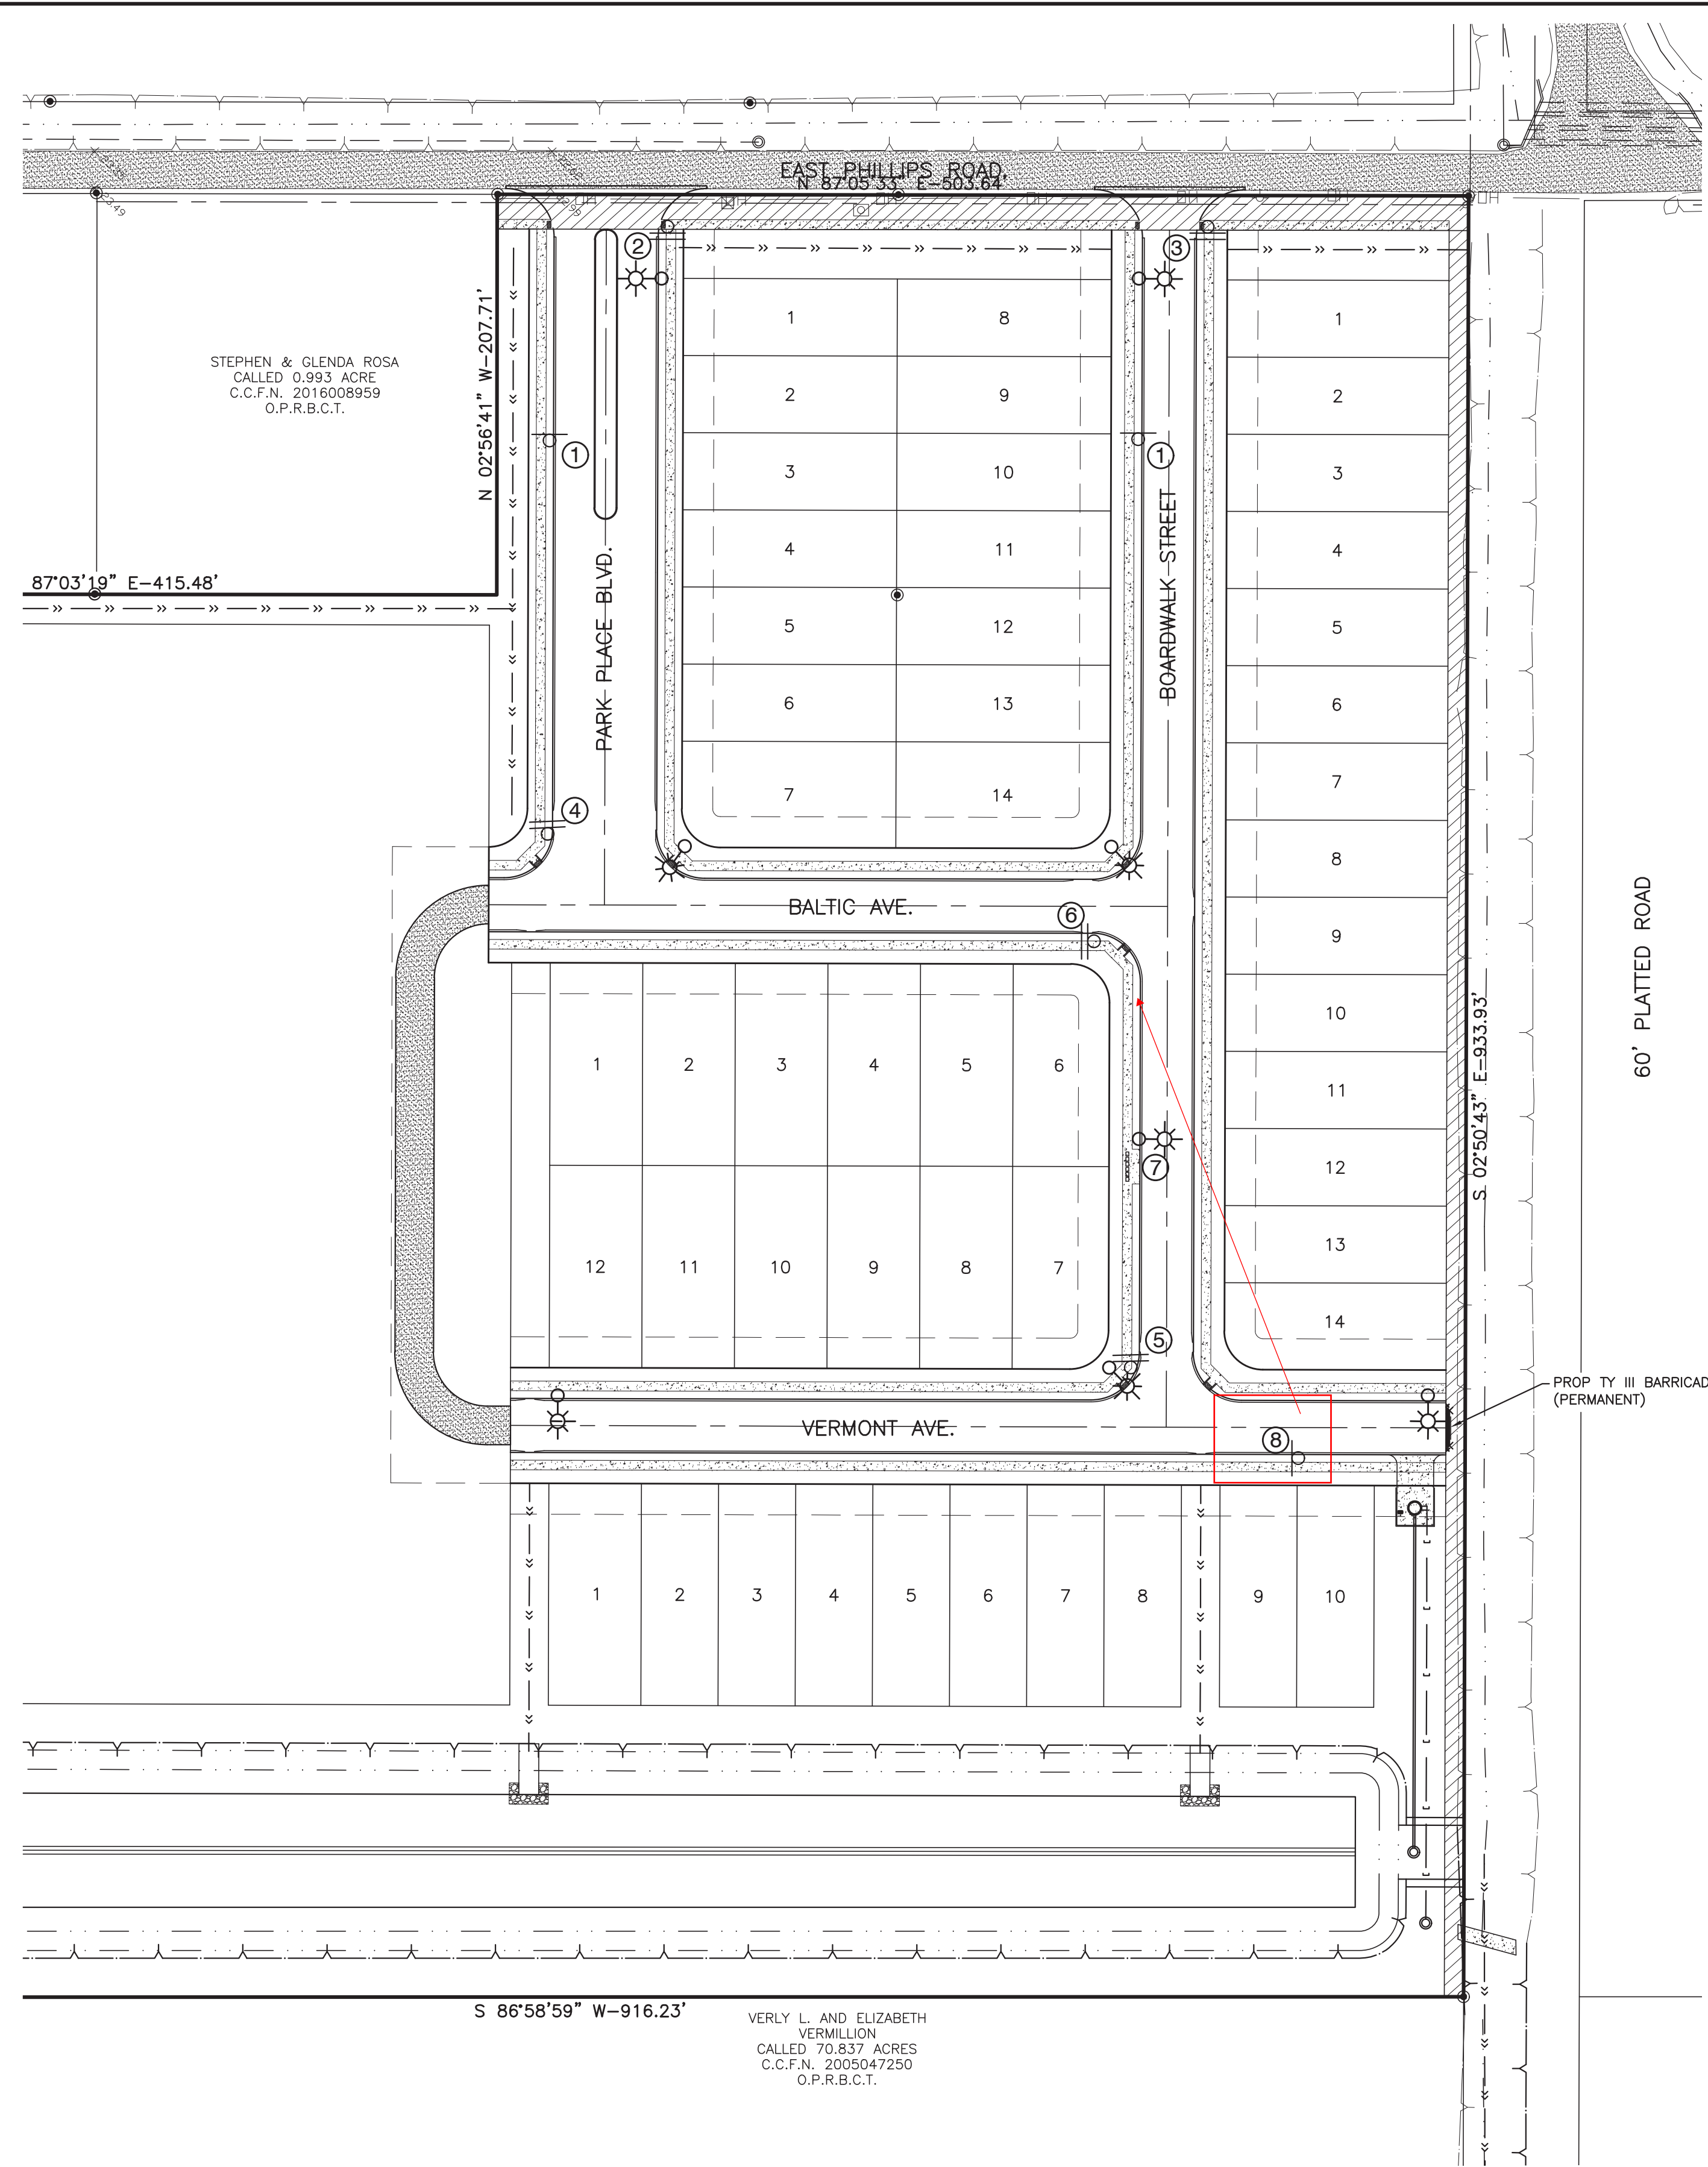 EAST PHILLIPS ROAD
N 87°05'33" E-503.64'
2
3
N 02°56'41" W-207.71'
STEPHEN & GLENDA ROSA
CALLED 0.993 ACRE
C.C.F.N. 2016008959
O.P.R.B.C.T.
1
8
1
2
9
2
1
1
3
10
3
BOARDWALK STREET
87°03'19" E-415.48'
PARK PLACE BLVD.
4
11
4
5
12
5
6
13
6
7
14
7
4
8
BALTIC AVE.
6
9
60' PLATTED ROAD
S 02°50'43" E-933.93'
10
1
2
3
4
5
6
11
7
12
12
11
10
9
8
7
13
5
14
PROP TY III BARRICAD
(PERMANENT)
VERMONT AVE.
8
1
2
3
4
5
6
7
8
9
10
S 86°58'59" W-916.23'
VERLY L. AND ELIZABETH
VERMILLION
CALLED 70.837 ACRES
C.C.F.N. 2005047250
O.P.R.B.C.T.